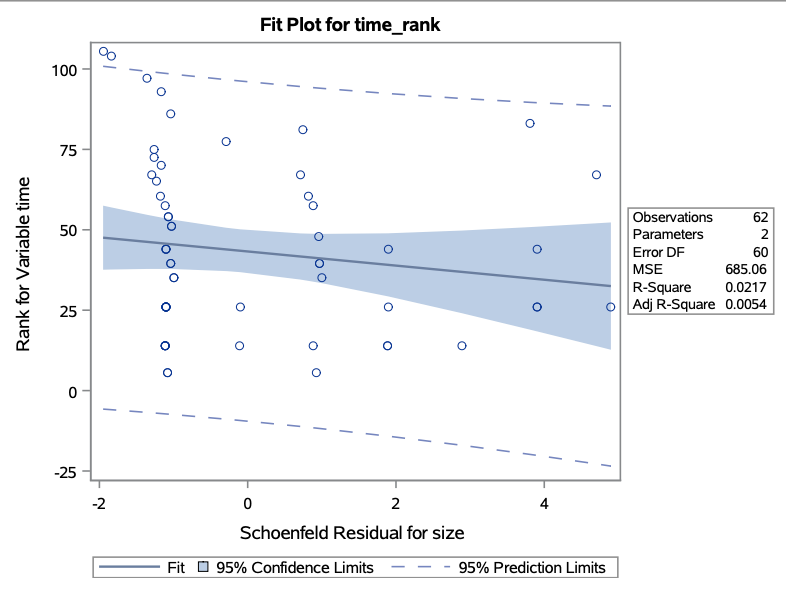 Fit Plot for time_rank
100
75
50
25
0
-25
Rank for Variable time
-2
0
2
4
Schoenfeld Residual for size
Observations 62
Parameters 2
Error DF 60
MSE 685.06
R-Square 0.0217
Adj R-Square 0.0054
Fit 95% Confidence Limits 95% Prediction Limits